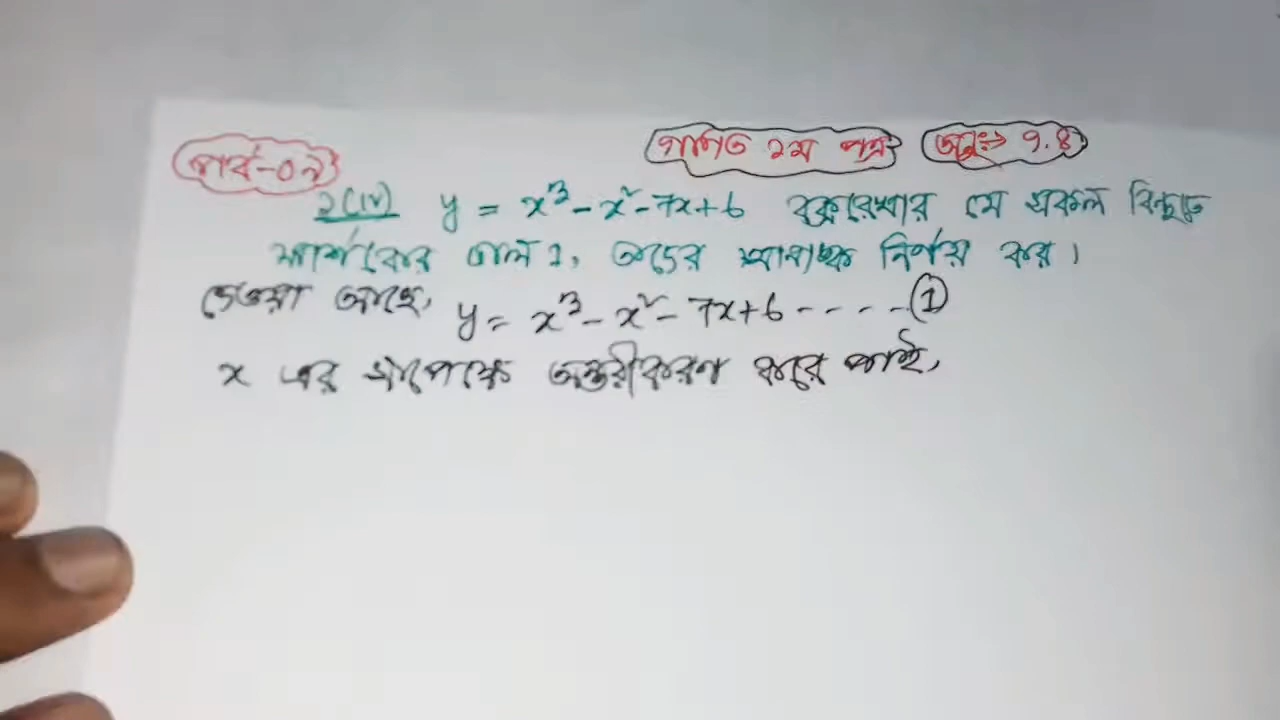 পার্ব-০২ গণিত ১ম পত্র অনুঃ→ ৭.৪
২(iv) y = x³ - x² - 7x + 6 বক্ররেখার যে সকল বিন্দুতে
স্পর্শকের ঢাল 1, তাদের স্থানাঙ্ক নির্ণয় কর।
দেওয়া আছে, y = x³ - x² - 7x + 6 - - - - - ①
x এর সাপেক্ষে অন্তরীকরণ করে পাই,